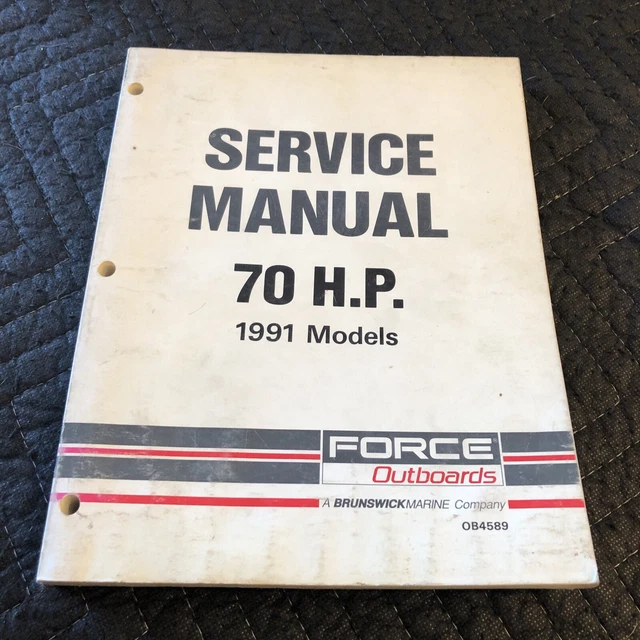 SERVICE
MANUAL
70 H.P.
1991 Models
FORCE
Outboards
A BRUNSWICKMARINE Company
OB4589